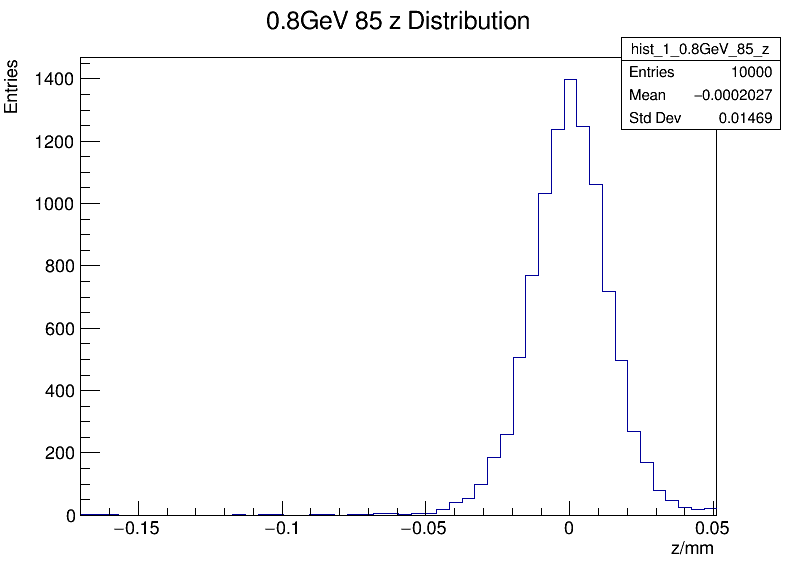 0.8GeV 85 z Distribution
hist_1_0.8GeV_85_z
Entries 10000
Mean −0.0002027
Std Dev 0.01469
Entries
1400
1200
1000
800
600
400
200
0
−0.15 −0.1 −0.05 0 0.05
z/mm